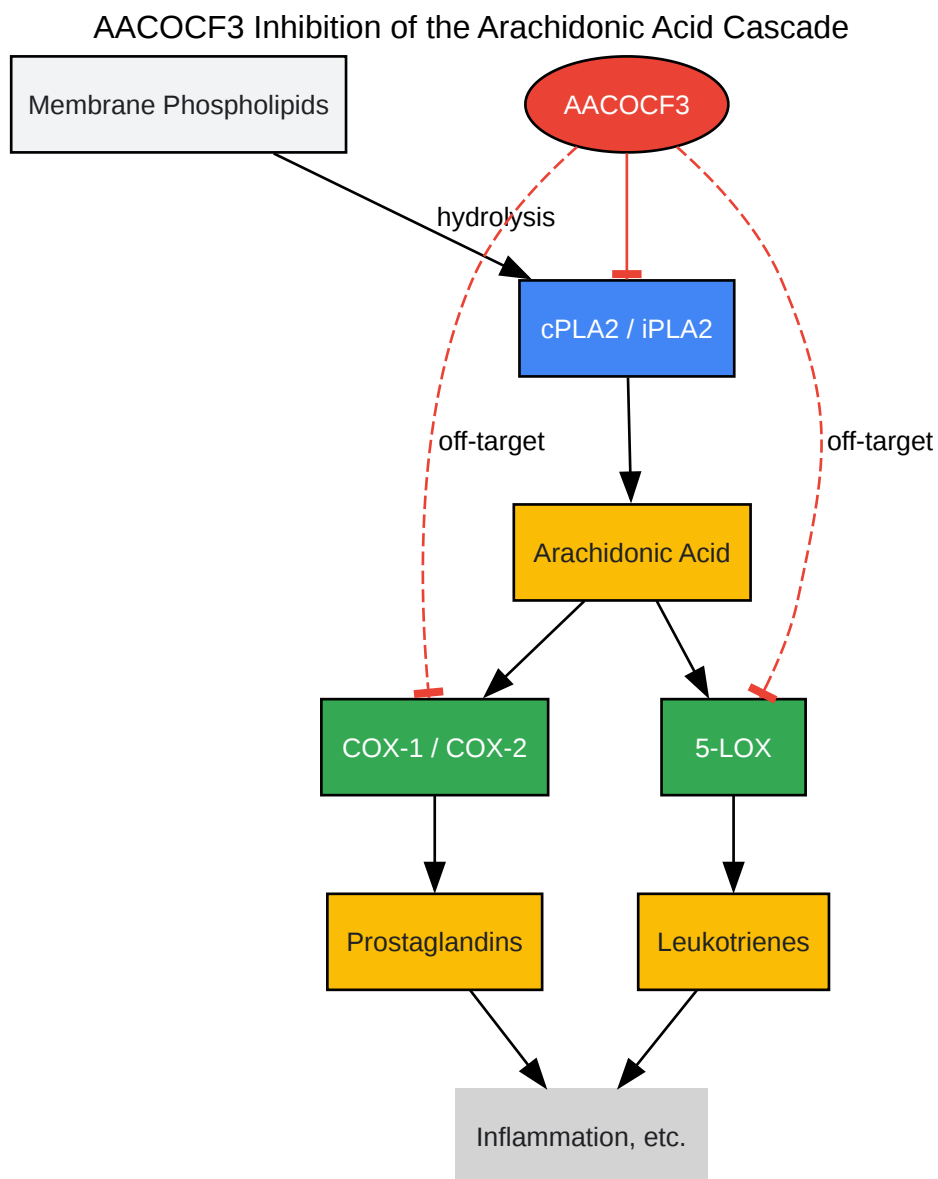 AACOCF3 Inhibition of the Arachidonic Acid Cascade
Membrane Phospholipids
AACOCF3
hydrolysis
cPLA2 / iPLA2
off-target
off-target
Arachidonic Acid
COX-1 / COX-2
5-LOX
Prostaglandins
Leukotrienes
Inflammation, etc.